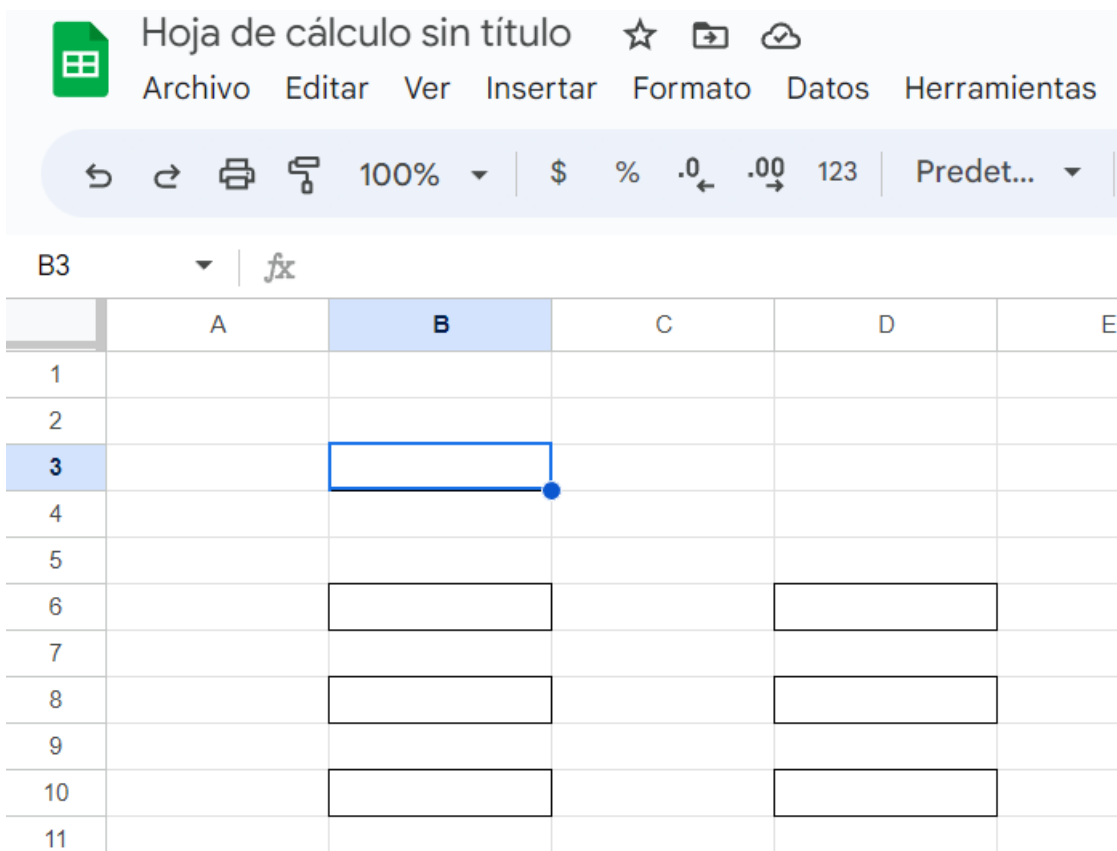 Hoja de cálculo sin título
Archivo Editar Ver Insertar Formato Datos Herramientas
100% $ % .0 .00 123 Predet...
B3 fx
A B C D E
1
2
3
4
5
6
7
8
9
10
11